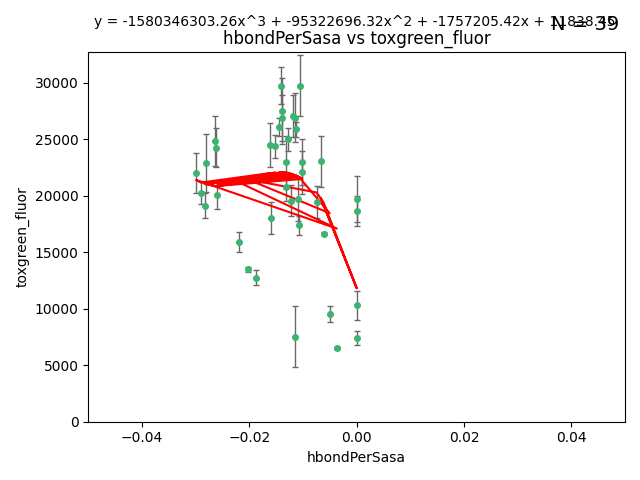 y = -1580346303.26x^3 + -95322696.32x^2 + -1757205.42x +
N = 39
hbondPerSasa vs toxgreen_fluor
30000
25000
20000
15000
10000
5000
0
toxgreen_fluor
−0.04
−0.02
0.00
0.02
0.04
hbondPerSasa